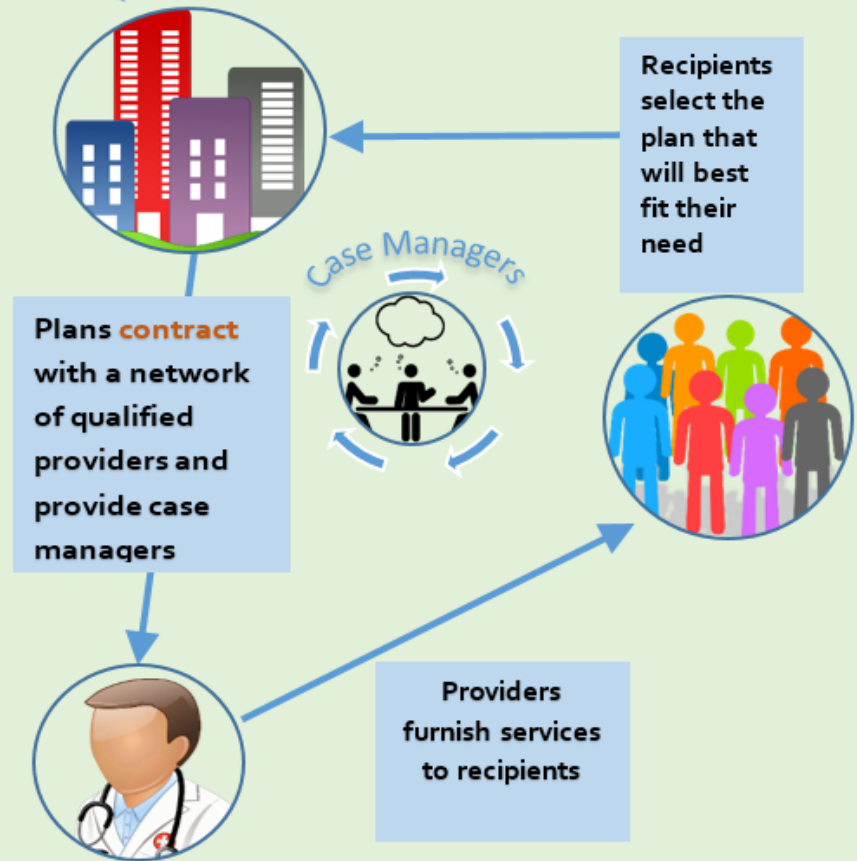 Recipients
select the
plan that
will best
fit their
need
Case Managers
Plans contract
with a network
of qualified
providers and
provide case
managers
Providers
furnish services
to recipients